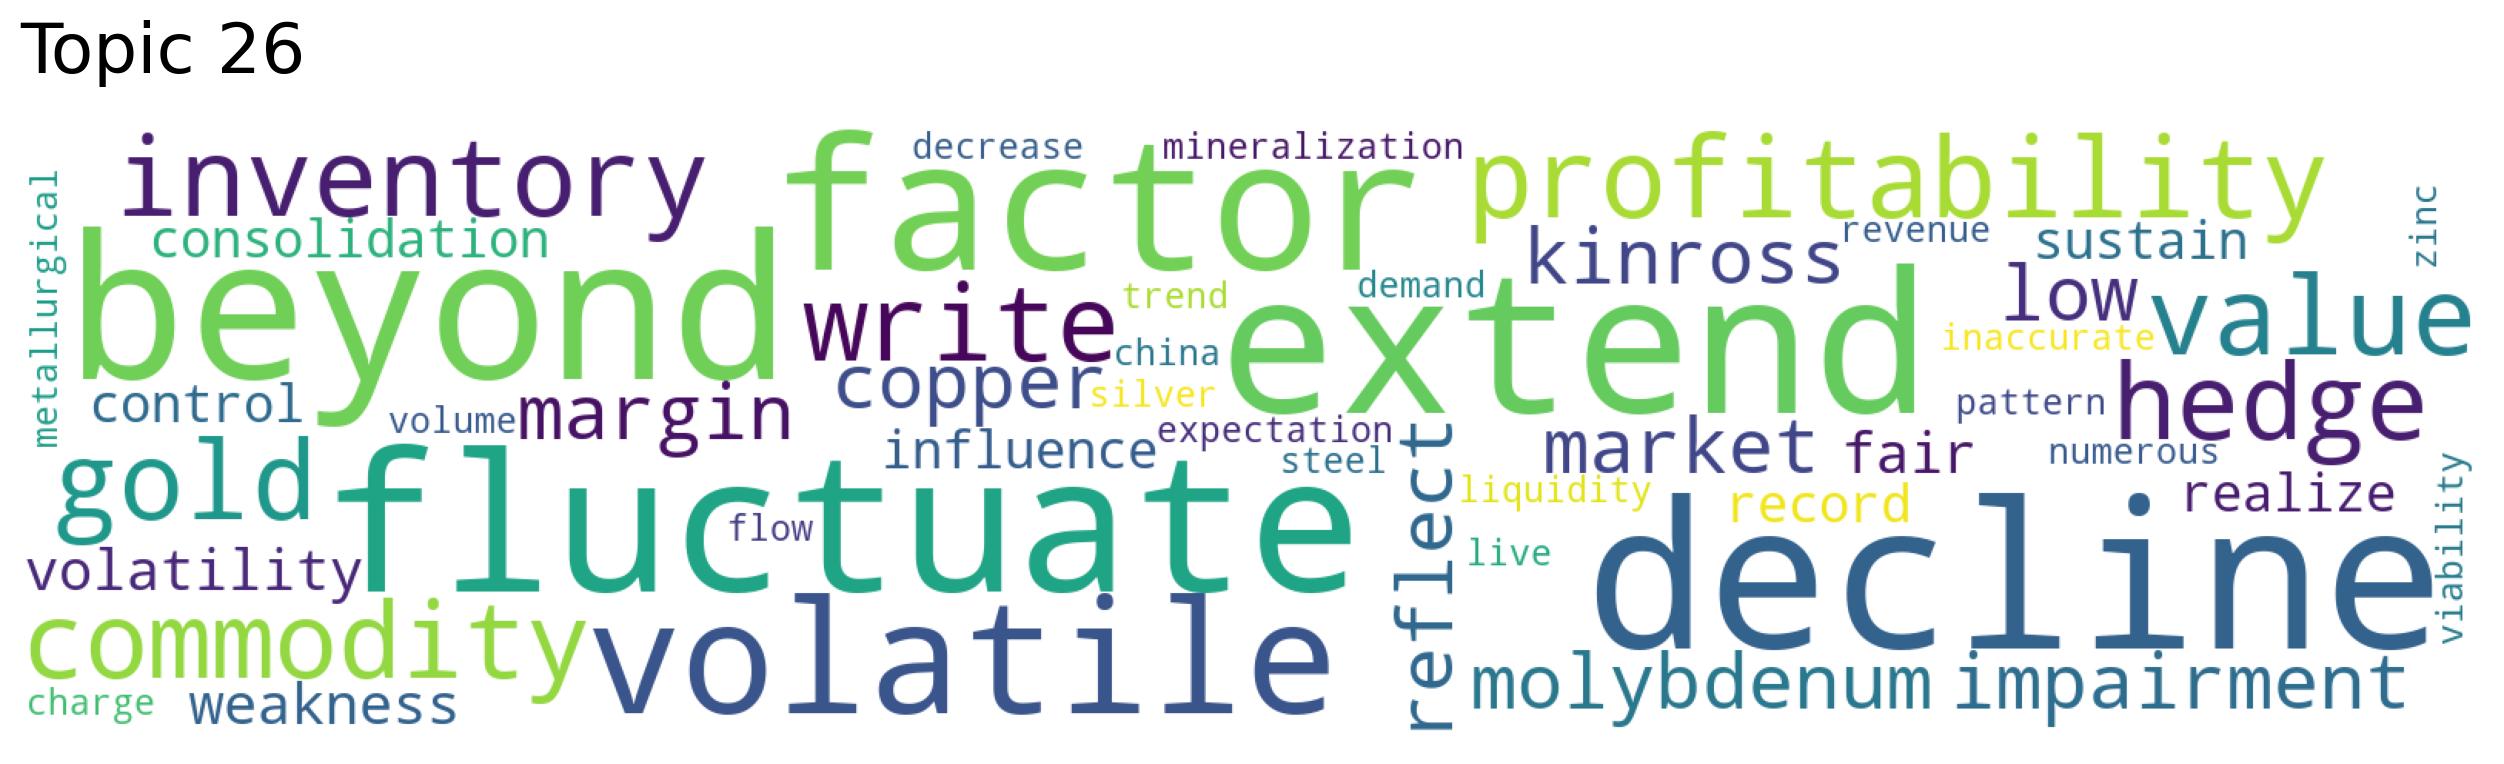 Topic 26
inventory
factor
decrease
mineralization
profitability
metallurgical
consolidation
beyond
write
trend
demand
kinross
revenue
sustain
zinc
low
value
extend
china
inaccurate
copper
silver
control
volume
margin
hedge
pattern
influence
expectation
steel
market
fair
numerous
gold
fluctuate
flow
reflect
liquidity
record
realize
volatility
live
decline
viability
commodity
volatile
charge
weakness
molybdenum
impairment